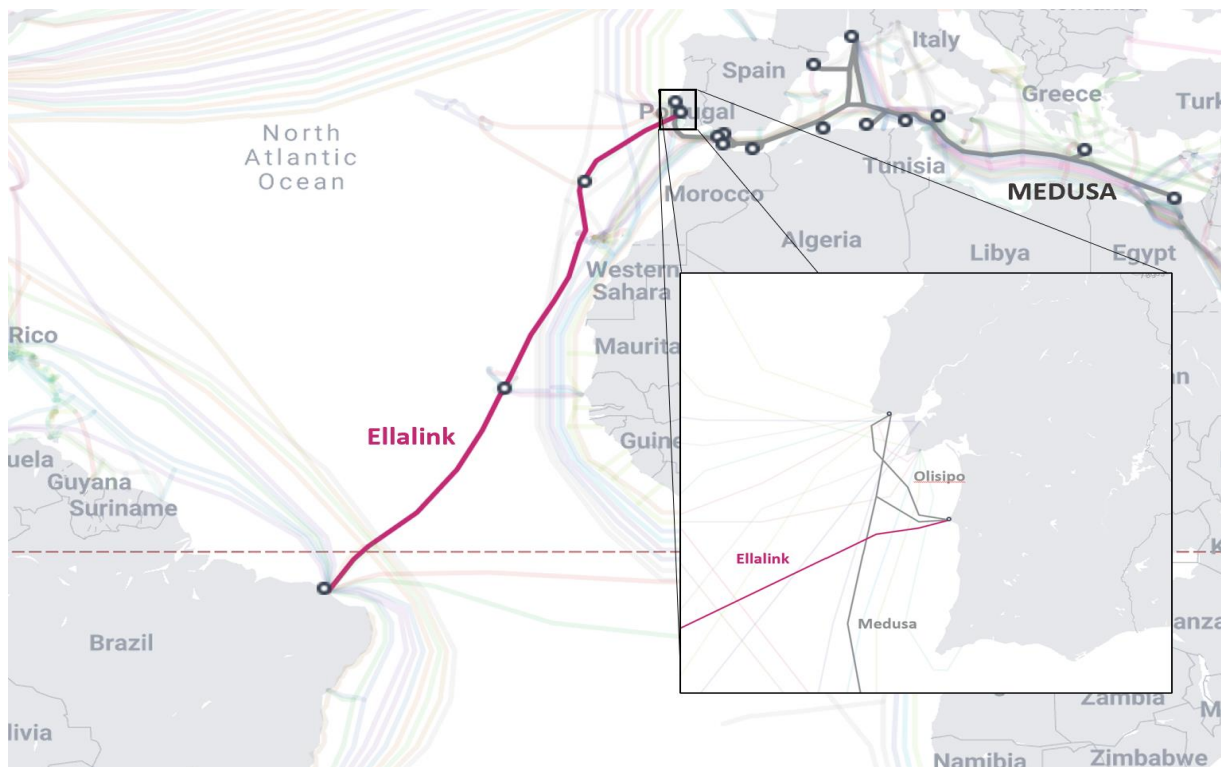 Italy
Spain
Greece
Turk
Portugal
North
Atlantic
Ocean
Tunisia
Morocco
MEDUSA
Algeria
Libya
Egypt
Western
Sahara
Rico
Maurita
an
Ellalink
Guine
uela
Guyana
Suriname
Olisipo
Ellalink
K
Medusa
anza
Brazil
Zambia
M
livia
Namibia
Zimbabwe